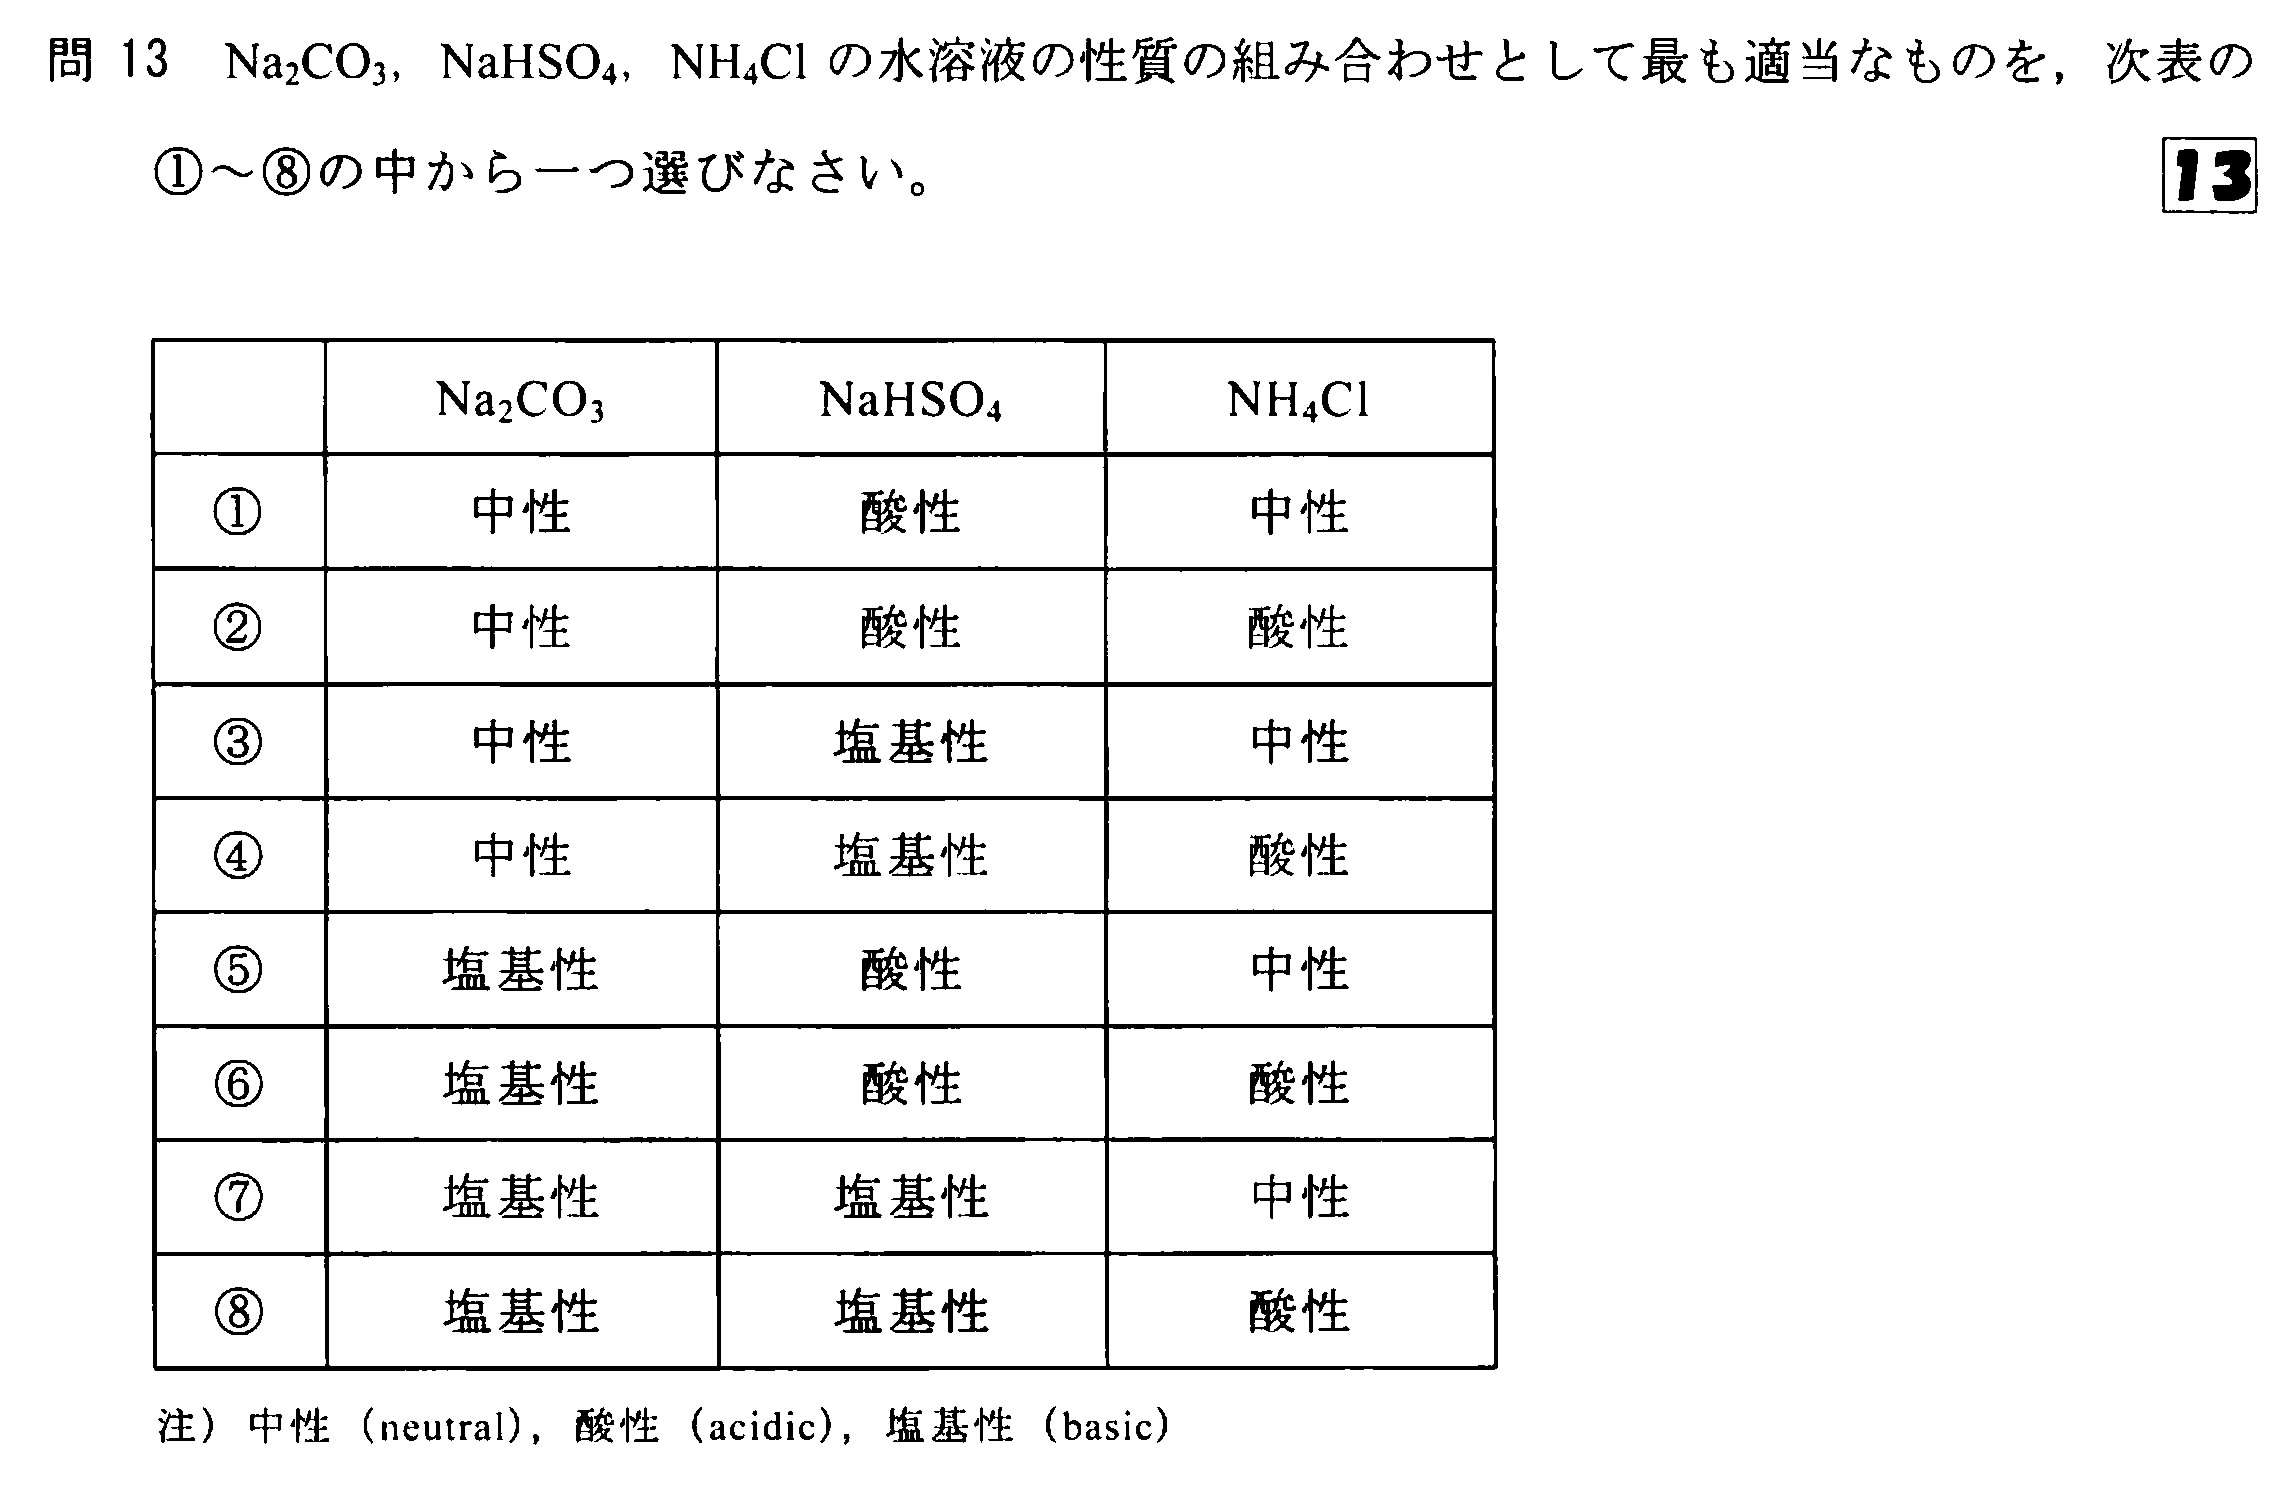 問 13 Na₂CO₃, NaHSO₄, NH₄Cl の水溶液の性質の組み合わせとして最も適当なものを，次表の
①～⑧の中から一つ選びなさい。 13
Na₂CO₃ NaHSO₄ NH₄Cl
① 中性 酸性 中性
② 中性 酸性 酸性
③ 中性 塩基性 中性
④ 中性 塩基性 酸性
⑤ 塩基性 酸性 中性
⑥ 塩基性 酸性 酸性
⑦ 塩基性 塩基性 中性
⑧ 塩基性 塩基性 酸性
注) 中性 (neutral), 酸性 (acidic), 塩基性 (basic)